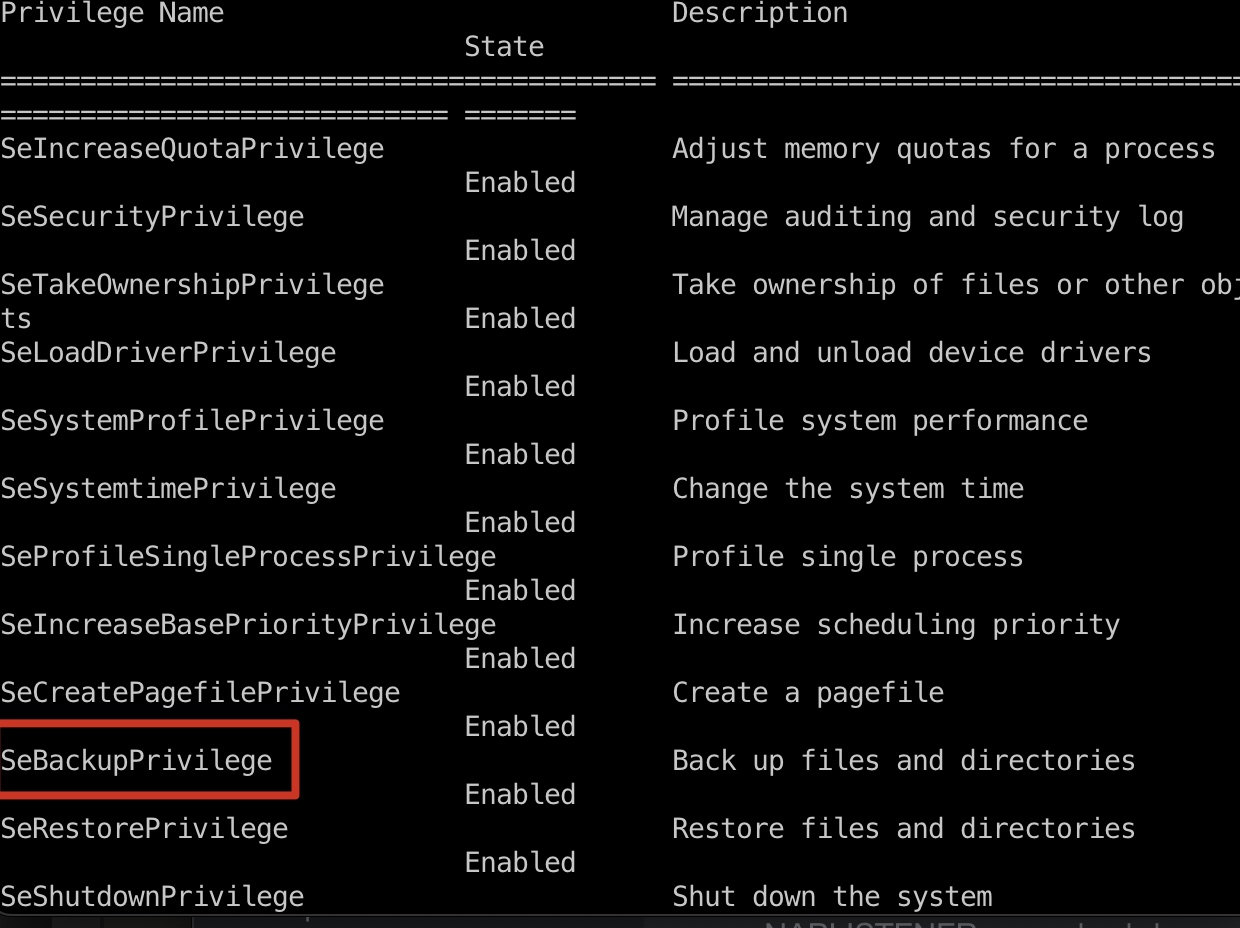 Privilege Name Description
State
========================================= ===================================
============================ =======
SeIncreaseQuotaPrivilege Adjust memory quotas for a process
Enabled
SeSecurityPrivilege Manage auditing and security log
Enabled
SeTakeOwnershipPrivilege Take ownership of files or other obj
ts Enabled
SeLoadDriverPrivilege Load and unload device drivers
Enabled
SeSystemProfilePrivilege Profile system performance
Enabled
SeSystemtimePrivilege Change the system time
Enabled
SeProfileSingleProcessPrivilege Profile single process
Enabled
SeIncreaseBasePriorityPrivilege Increase scheduling priority
Enabled
SeCreatePagefilePrivilege Create a pagefile
Enabled
SeBackupPrivilege Back up files and directories
Enabled
SeRestorePrivilege Restore files and directories
Enabled
SeShutdownPrivilege Shut down the system